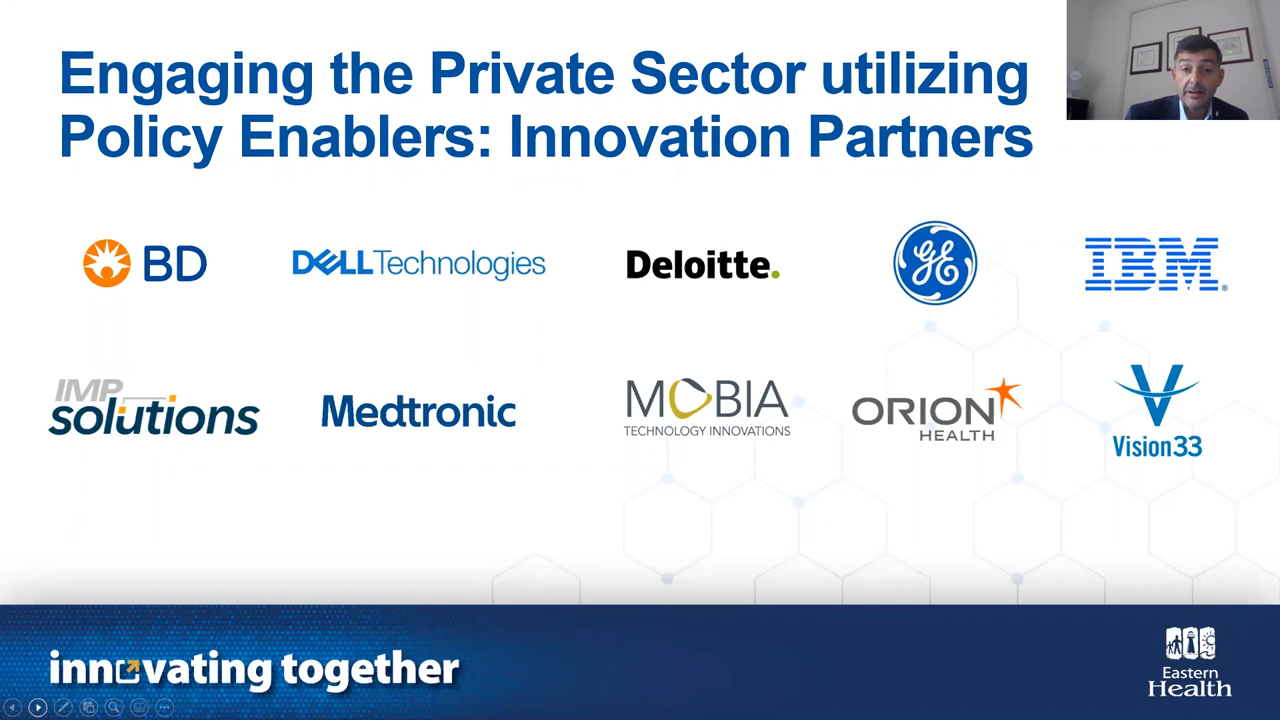 Engaging the Private Sector utilizing
Policy Enablers: Innovation Partners
BD
DELL Technologies
Deloitte.
GE
IBM®
IMP
solutions
Medtronic
MOBIA
TECHNOLOGY INNOVATIONS
ORION
HEALTH
Vision33
innovating together
Eastern
Health